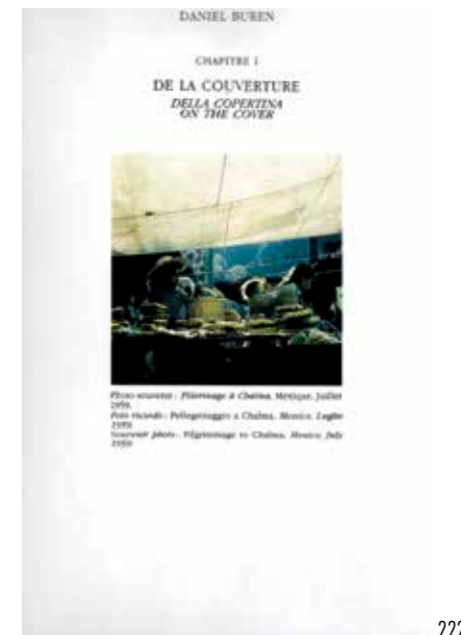 DANIEL BUREN
CHAPITRE I
DE LA COUVERTURE
DELLA COPERTINA
ON THE COVER
Photo-souvenir : Pèlerinage à Chalma, Mexique, Juillet
1959.
Foto ricordo : Pellegrinaggio a Chalma, Messico, Luglio
1959
Souvenir photo : Pilgrimage to Chalma, Mexico, July
1959
222